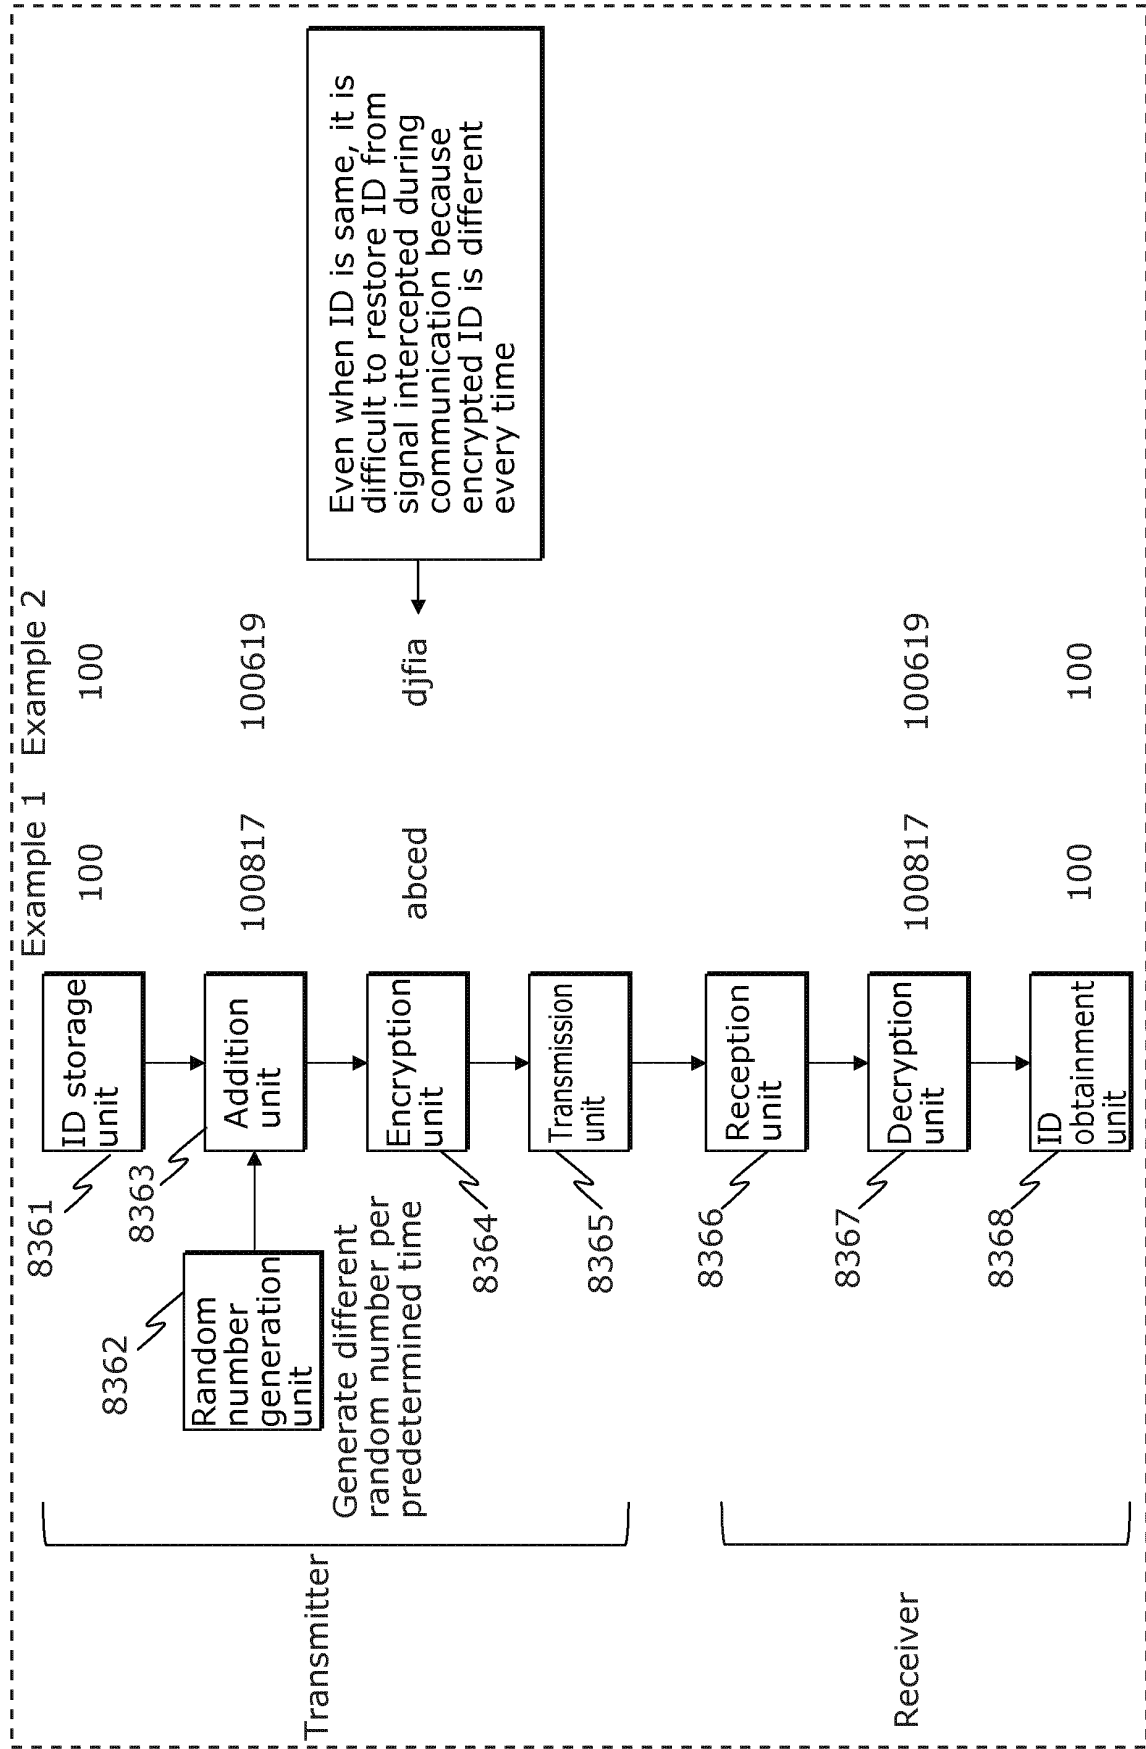 Example 1
Example 2
8361
ID storage
unit
100
100
8362
Random
number
generation
unit
Generate different
random number per
predetermined time
8363
Addition
unit
100817
100619
Transmitter
8364
Encryption
unit
abced
djfia
Even when ID is same, it is
difficult to restore ID from
signal intercepted during
communication because
encrypted ID is different
every time
8365
Transmission
unit
Receiver
8366
Reception
unit
8367
Decryption
unit
100817
100619
8368
ID
obtainment
unit
100
100